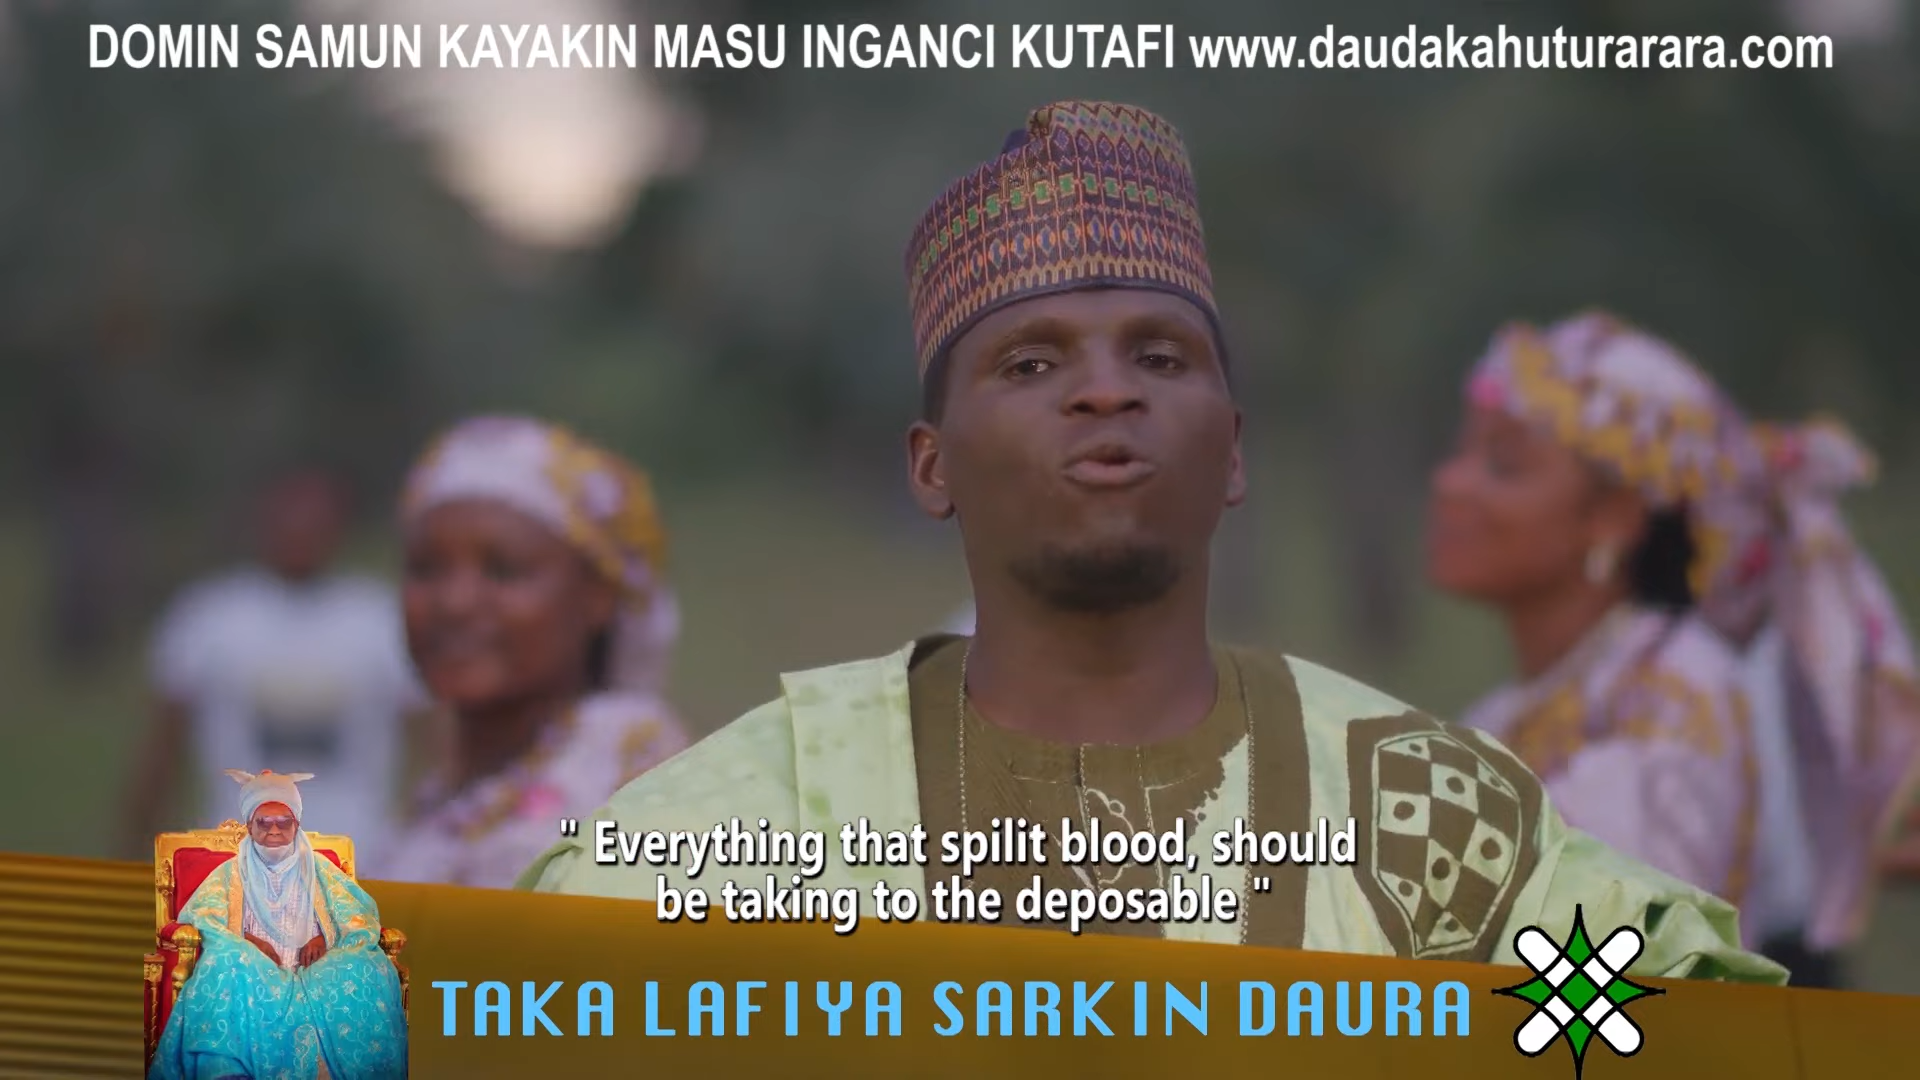 DOMIN SAMUN KAYAKIN MASU INGANCI KUTAFI www.daudakahuturarara.com
" Everything that spilit blood, should
be taking to the deposable "
TAKA LAFIYA SARKIN DAURA